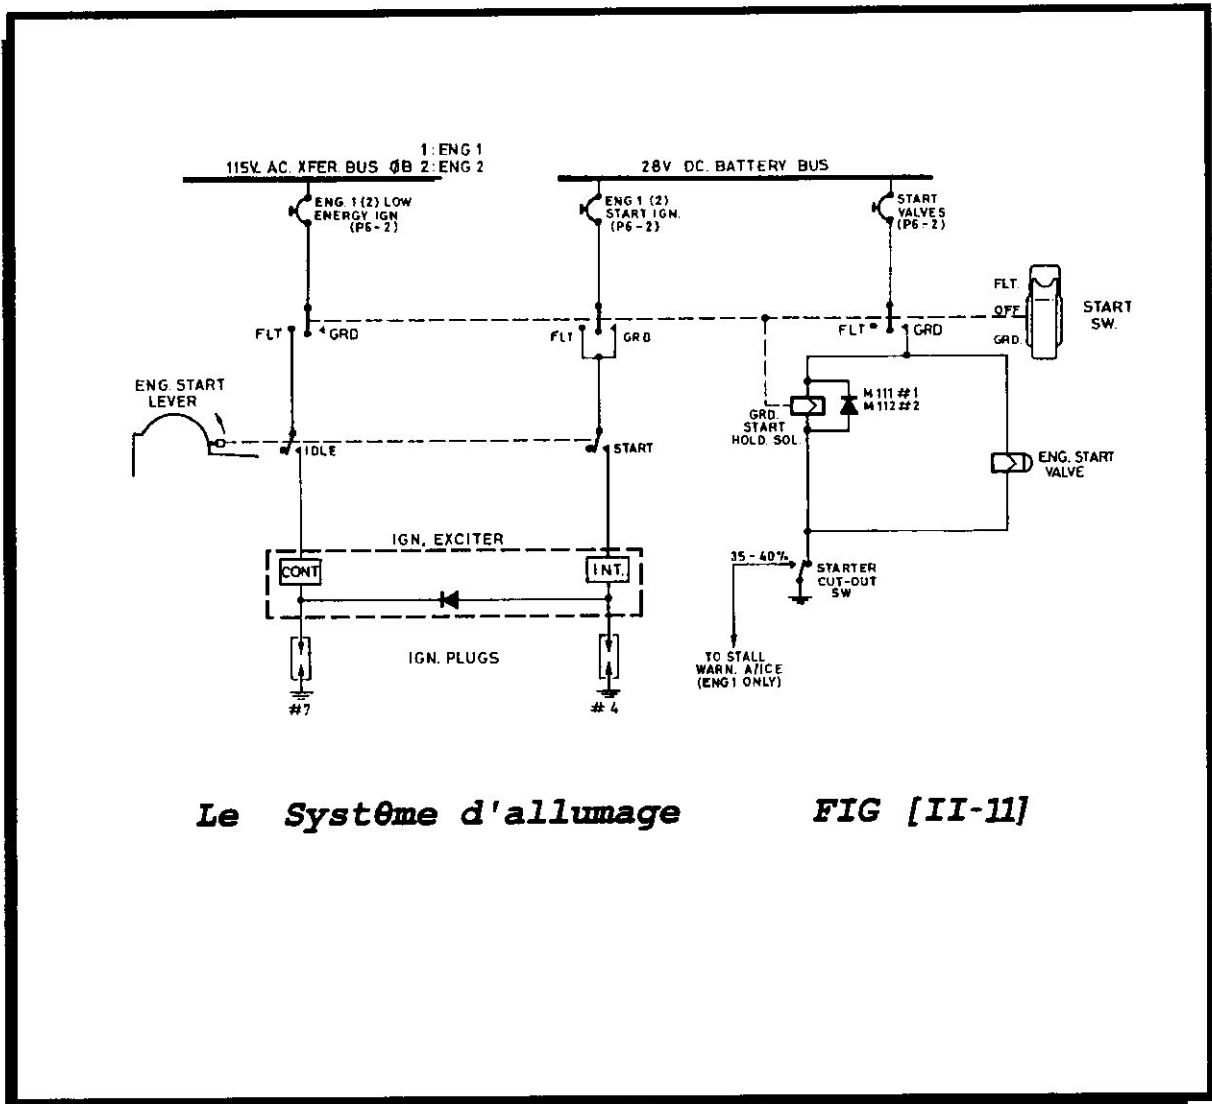 1: ENG 1
115V. AC. XFER. BUS ØB 2: ENG 2
28V DC. BATTERY BUS
ENG. 1 (2) LOW
ENERGY IGN
(P6-2)
ENG 1 (2)
START IGN.
(P6-2)
START
VALVES
(P6-2)
FLT.
OFF
GRD.
START
SW.
FLT
GRD
FLT
GRD
FLT
GRD
ENG. START
LEVER
IDLE
START
GRD.
START
HOLD. SOL.
M 111 #1
M 112 #2
ENG. START
VALVE
IGN. EXCITER
CONT
INT.
35-40%
STARTER
CUT-OUT
SW
IGN. PLUGS
TO STALL
WARN. A/ICE
(ENG 1 ONLY)
#7
#4
Le Systθme d'allumage FIG [II-11]